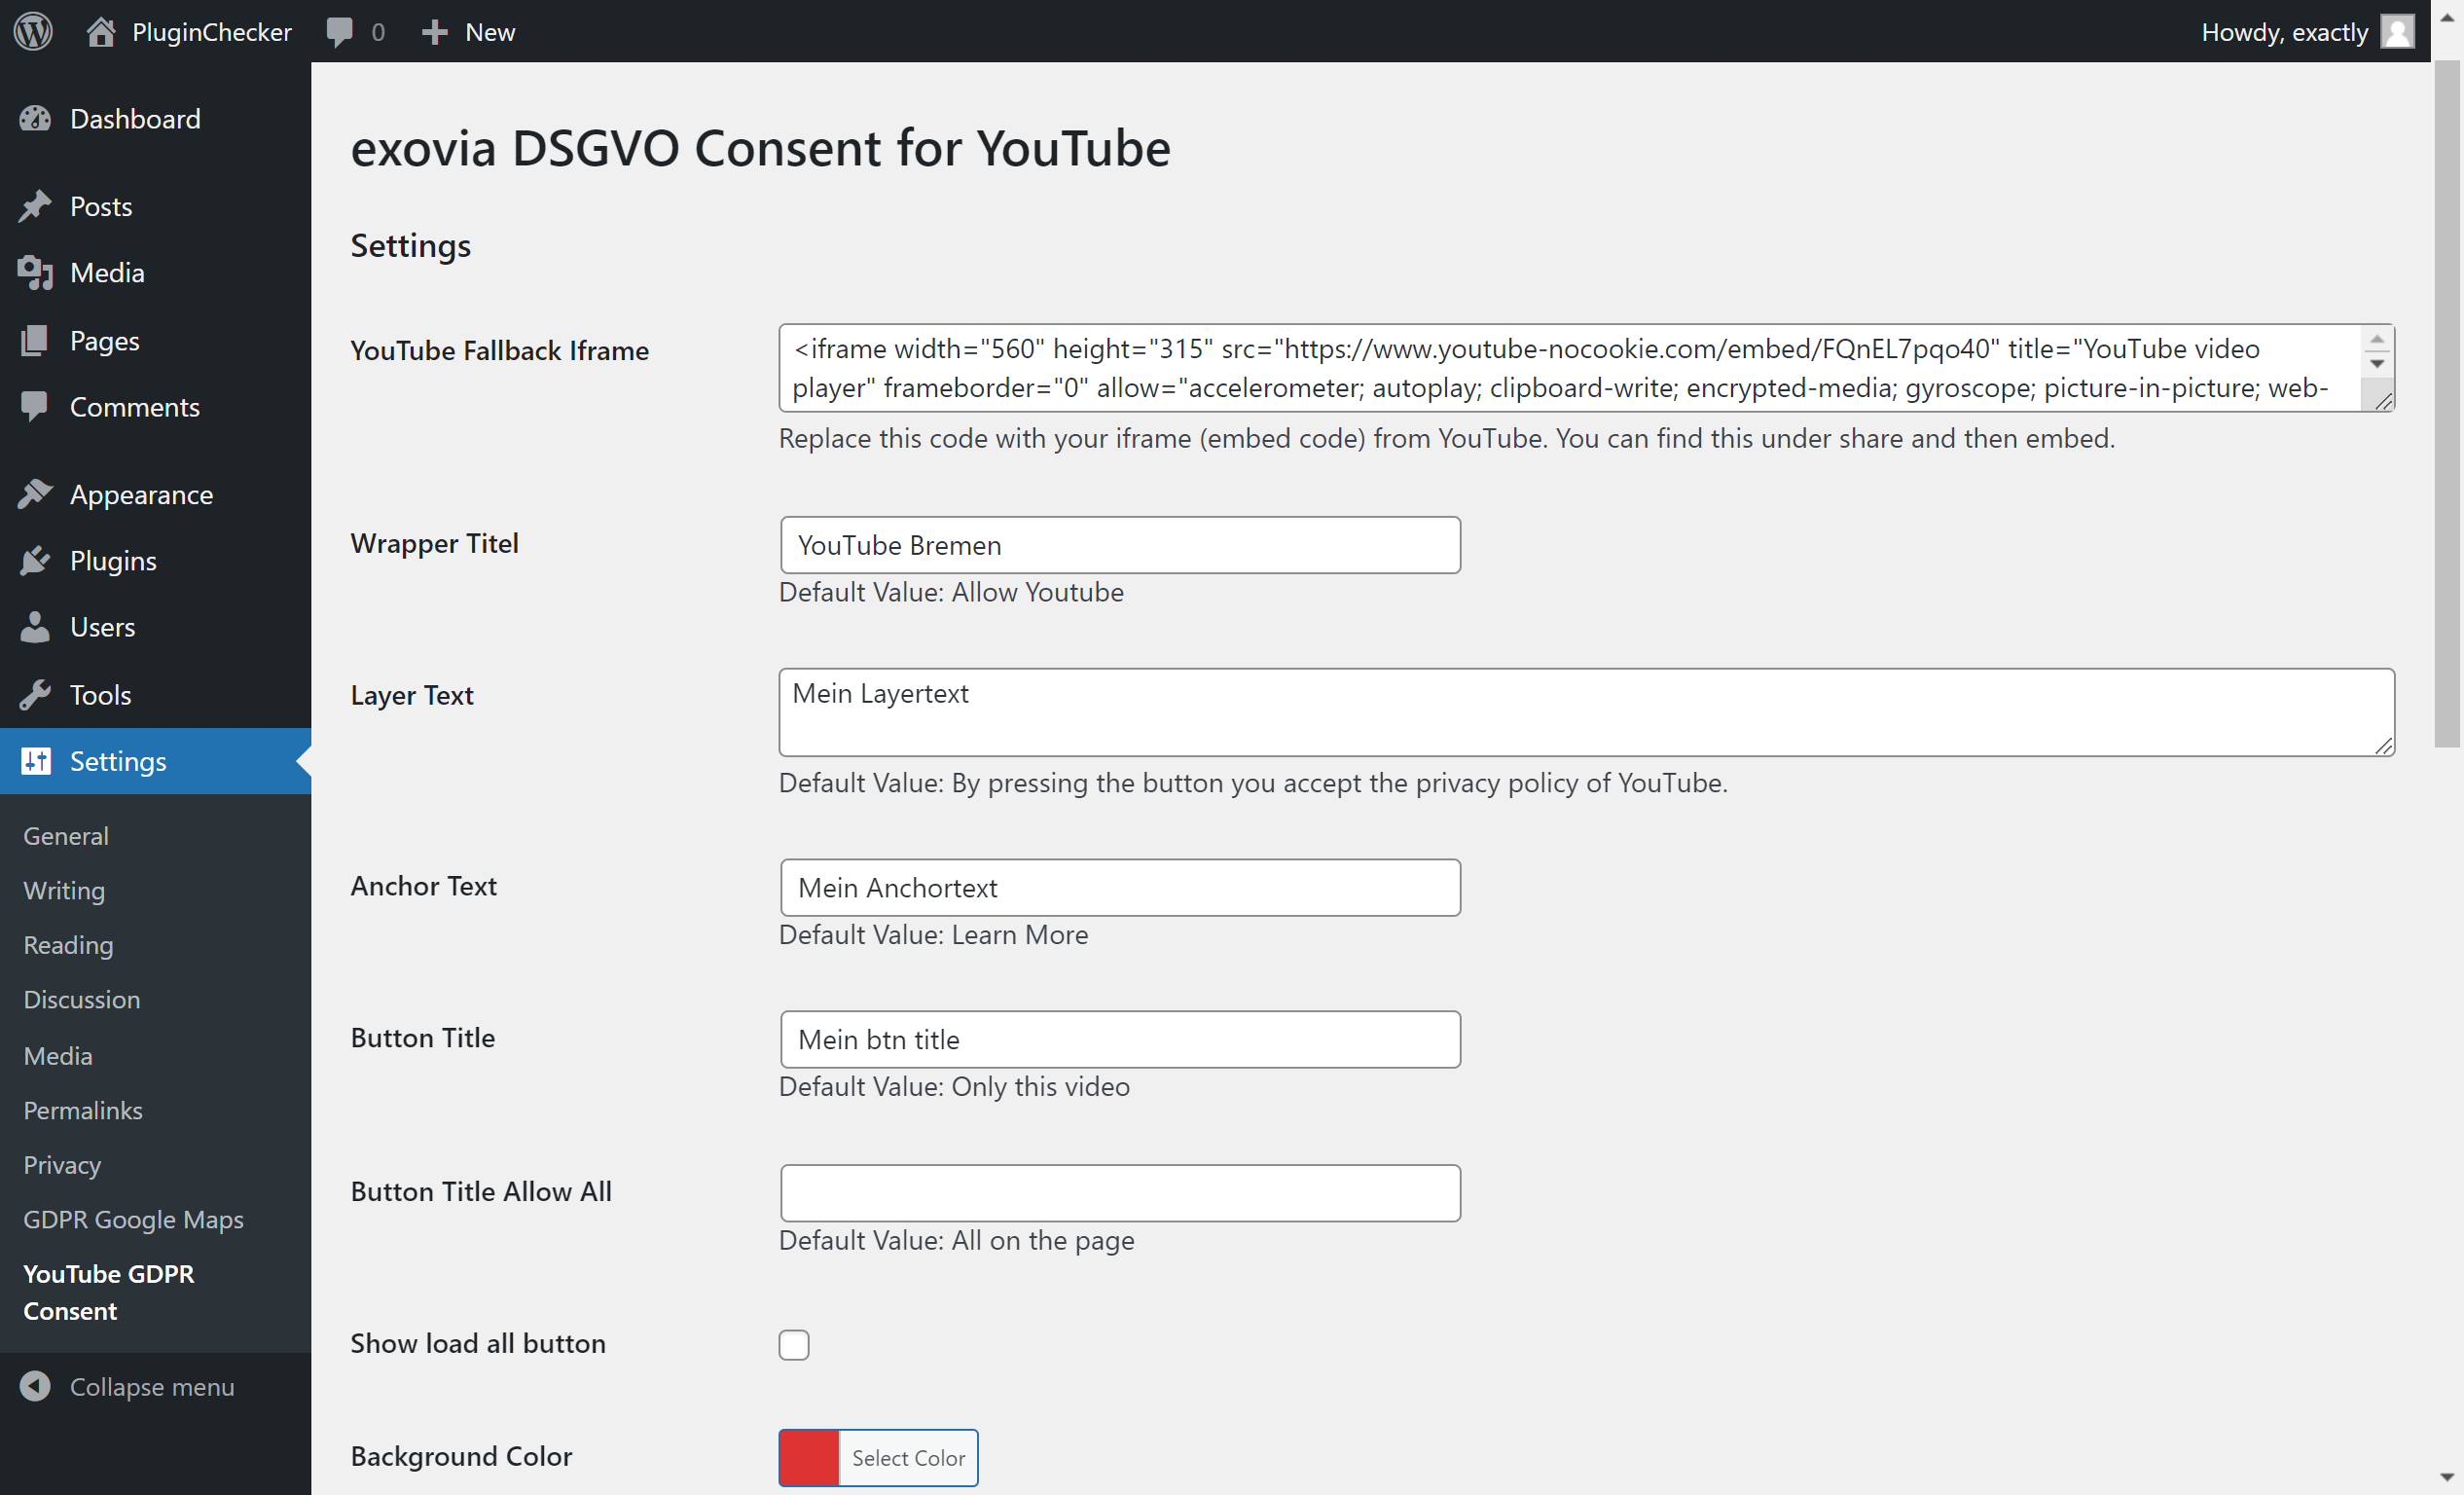 PluginChecker
0
New
Howdy, exactly
Dashboard
Posts
Media
Pages
Comments
Appearance
Plugins
Users
Tools
Settings
General
Writing
Reading
Discussion
Media
Permalinks
Privacy
GDPR Google Maps
YouTube GDPR
Consent
Collapse menu
exovia DSGVO Consent for YouTube
Settings
YouTube Fallback Iframe
<iframe width="560" height="315" src="https://www.youtube-nocookie.com/embed/FQnEL7pqo40" title="YouTube video
player" frameborder="0" allow="accelerometer; autoplay; clipboard-write; encrypted-media; gyroscope; picture-in-picture; web-
Replace this code with your iframe (embed code) from YouTube. You can find this under share and then embed.
Wrapper Titel
YouTube Bremen
Default Value: Allow Youtube
Layer Text
Mein Layertext
Default Value: By pressing the button you accept the privacy policy of YouTube.
Anchor Text
Mein Anchortext
Default Value: Learn More
Button Title
Mein btn title
Default Value: Only this video
Button Title Allow All
Default Value: All on the page
Show load all button
Background Color
Select Color